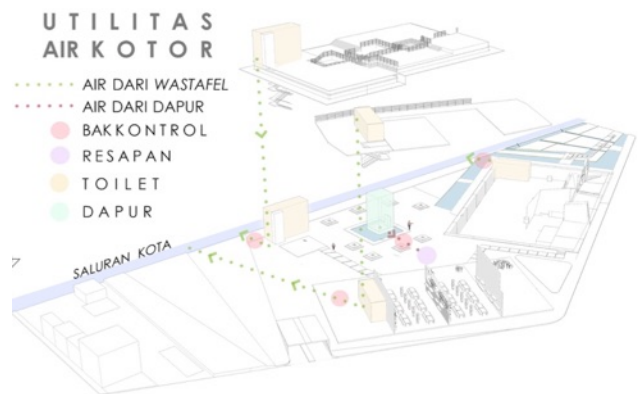 UTILITAS
AIR KOTOR
AIR DARI WASTAFEL
AIR DARI DAPUR
BAKKONTROL
RESAPAN
TOILET
DAPUR
SALURAN KOTA